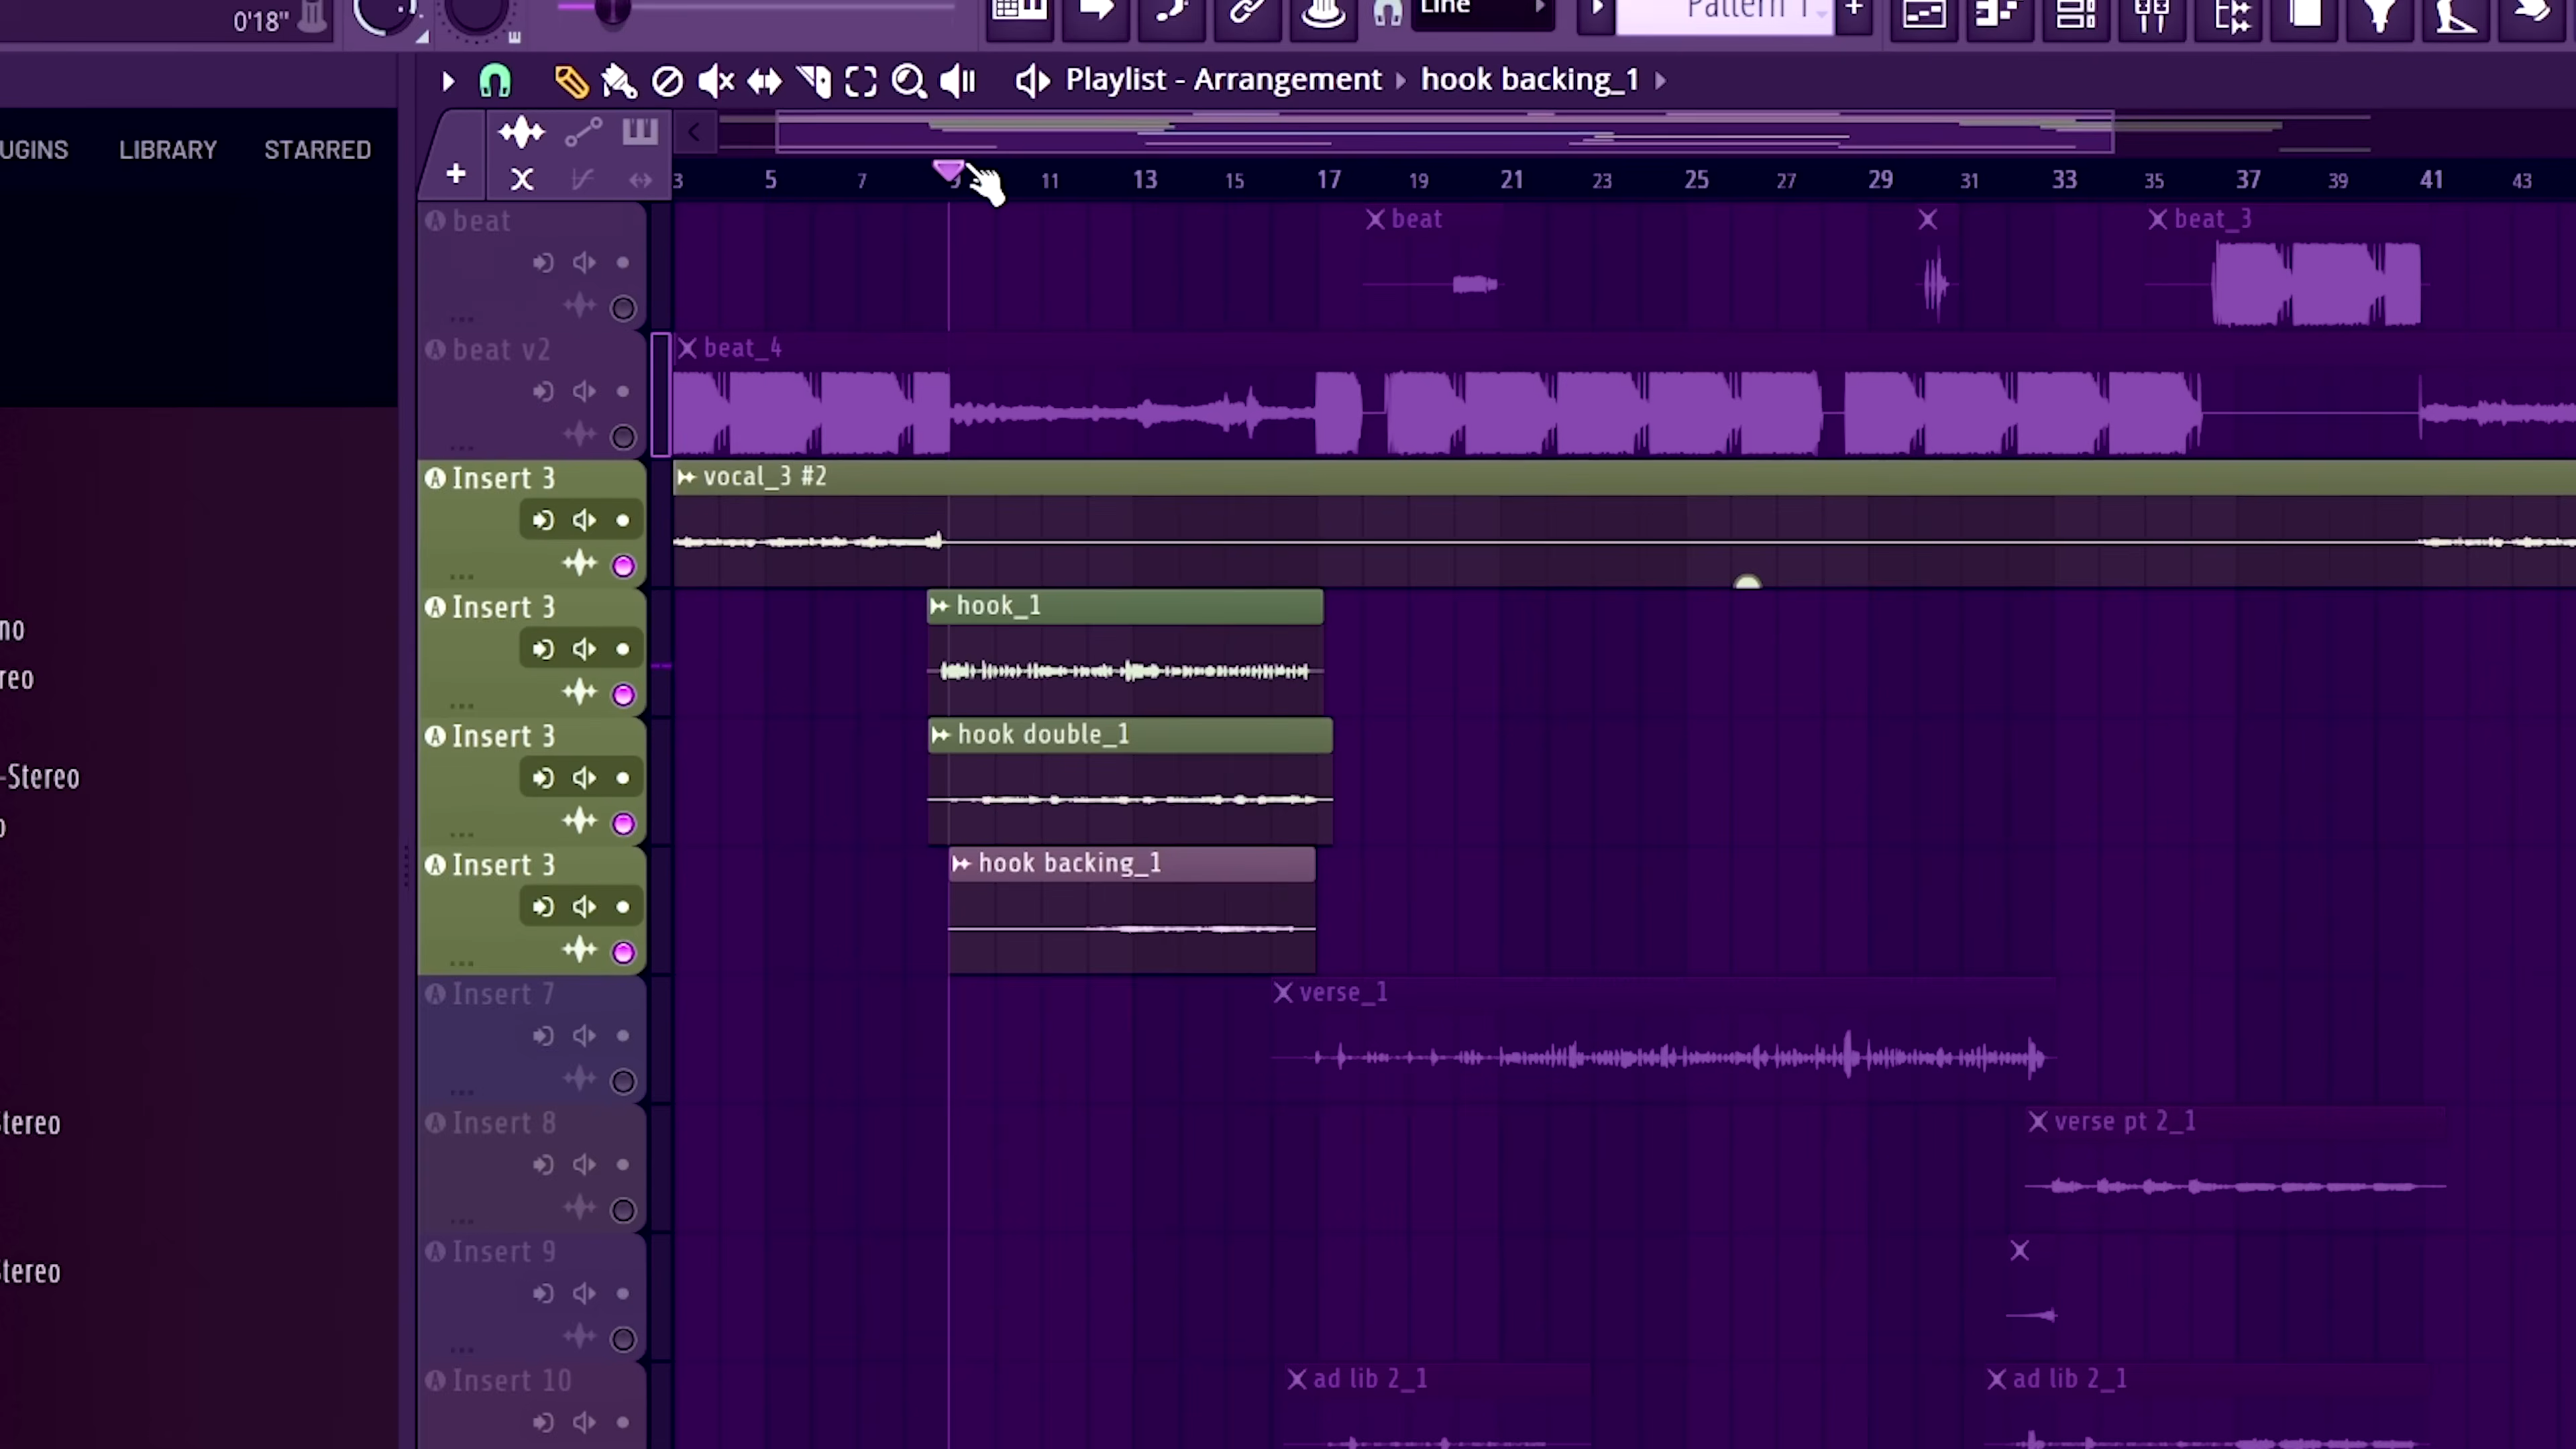 0'18"
Line
Pattern 1
Playlist - Arrangement
hook backing_1
UGINS LIBRARY STARRED
3 5 7 9 11 13 15 17 19 21 23 25 27 29 31 33 35 37 39 41 43
beat
beat
beat_3
beat v2
beat_4
Insert 3
vocal_3 #2
Insert 3
hook_1
no
reo
Insert 3
hook double_1
-Stereo
Insert 3
hook backing_1
Insert 7
verse_1
Insert 8
verse pt 2_1
Stereo
Insert 9
Stereo
Insert 10
ad lib 2_1
ad lib 2_1